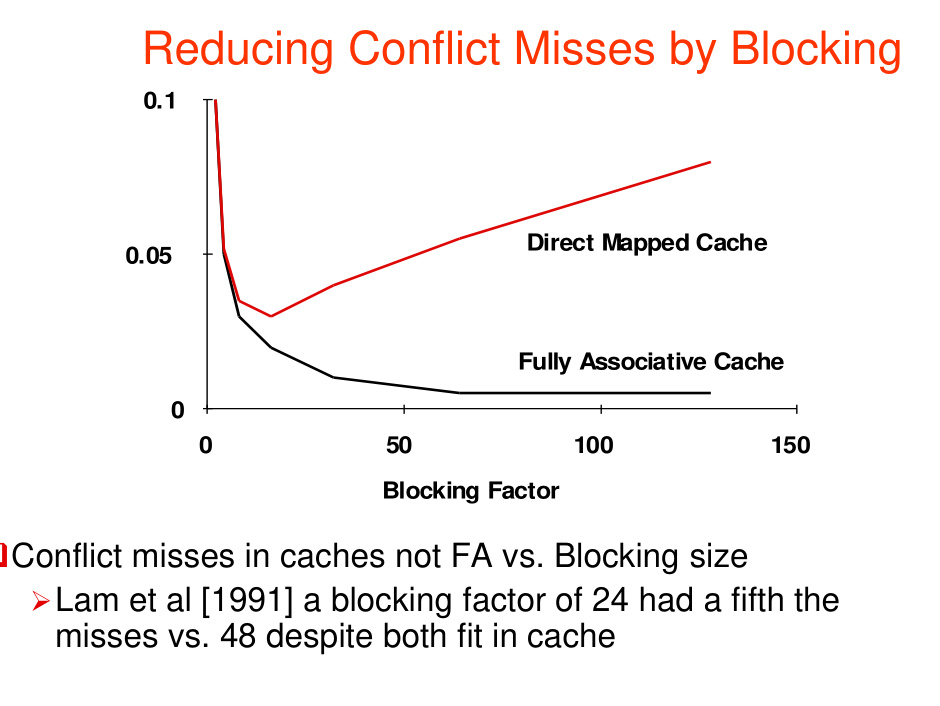 Reducing Conflict Misses by Blocking
0.1
0.05
0
Direct Mapped Cache
Fully Associative Cache
0
50
100
150
Blocking Factor
Conflict misses in caches not FA vs. Blocking size
Lam et al [1991] a blocking factor of 24 had a fifth the
misses vs. 48 despite both fit in cache